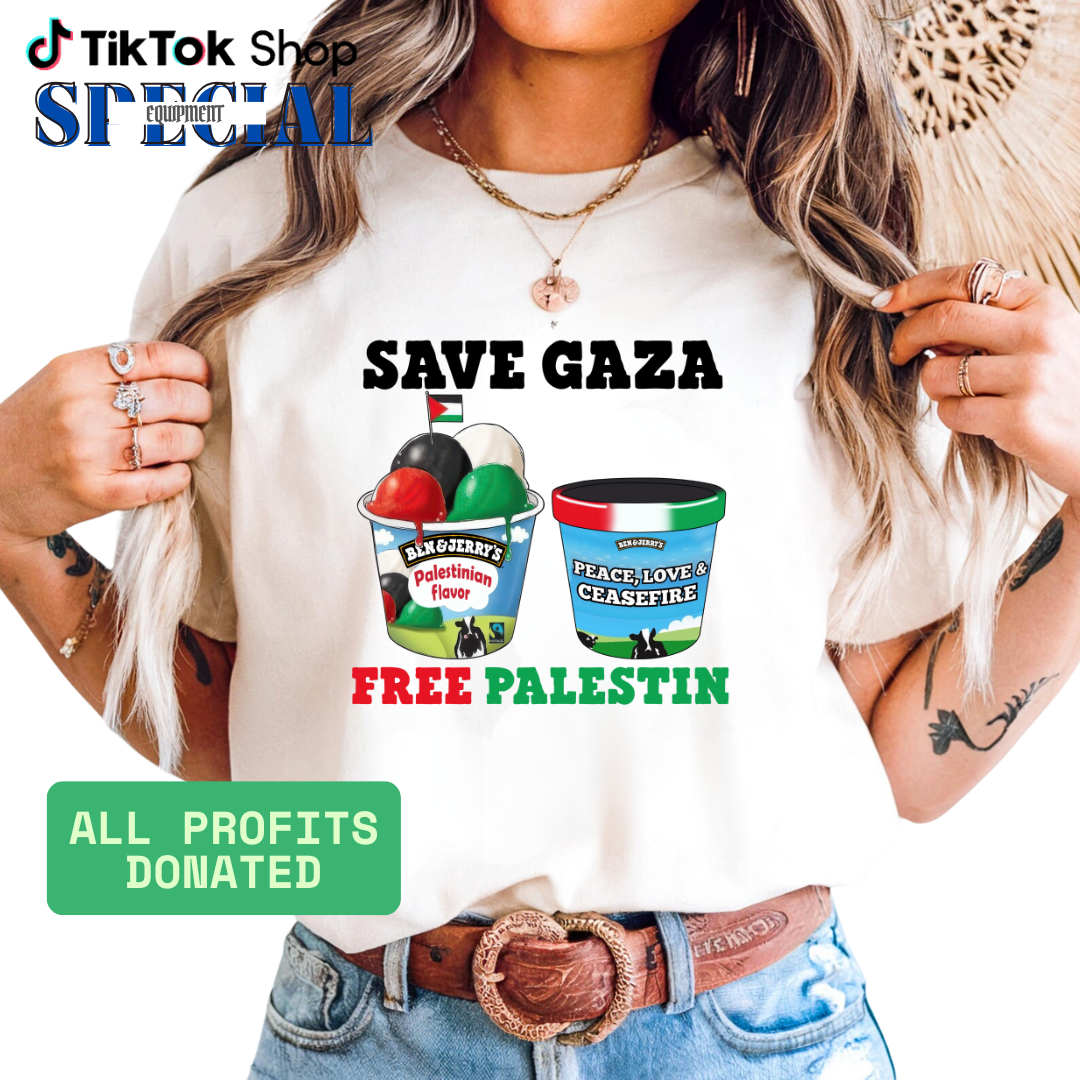 TikTok Shop
SPECIAL
EQWIPMENT
SAVE GAZA
BEN & JERRY'S
Palestinian
flavor
BEN & JERRY'S
PEACE, LOVE &
CEASEFIRE
FREE PALESTIN
ALL PROFITS
DONATED